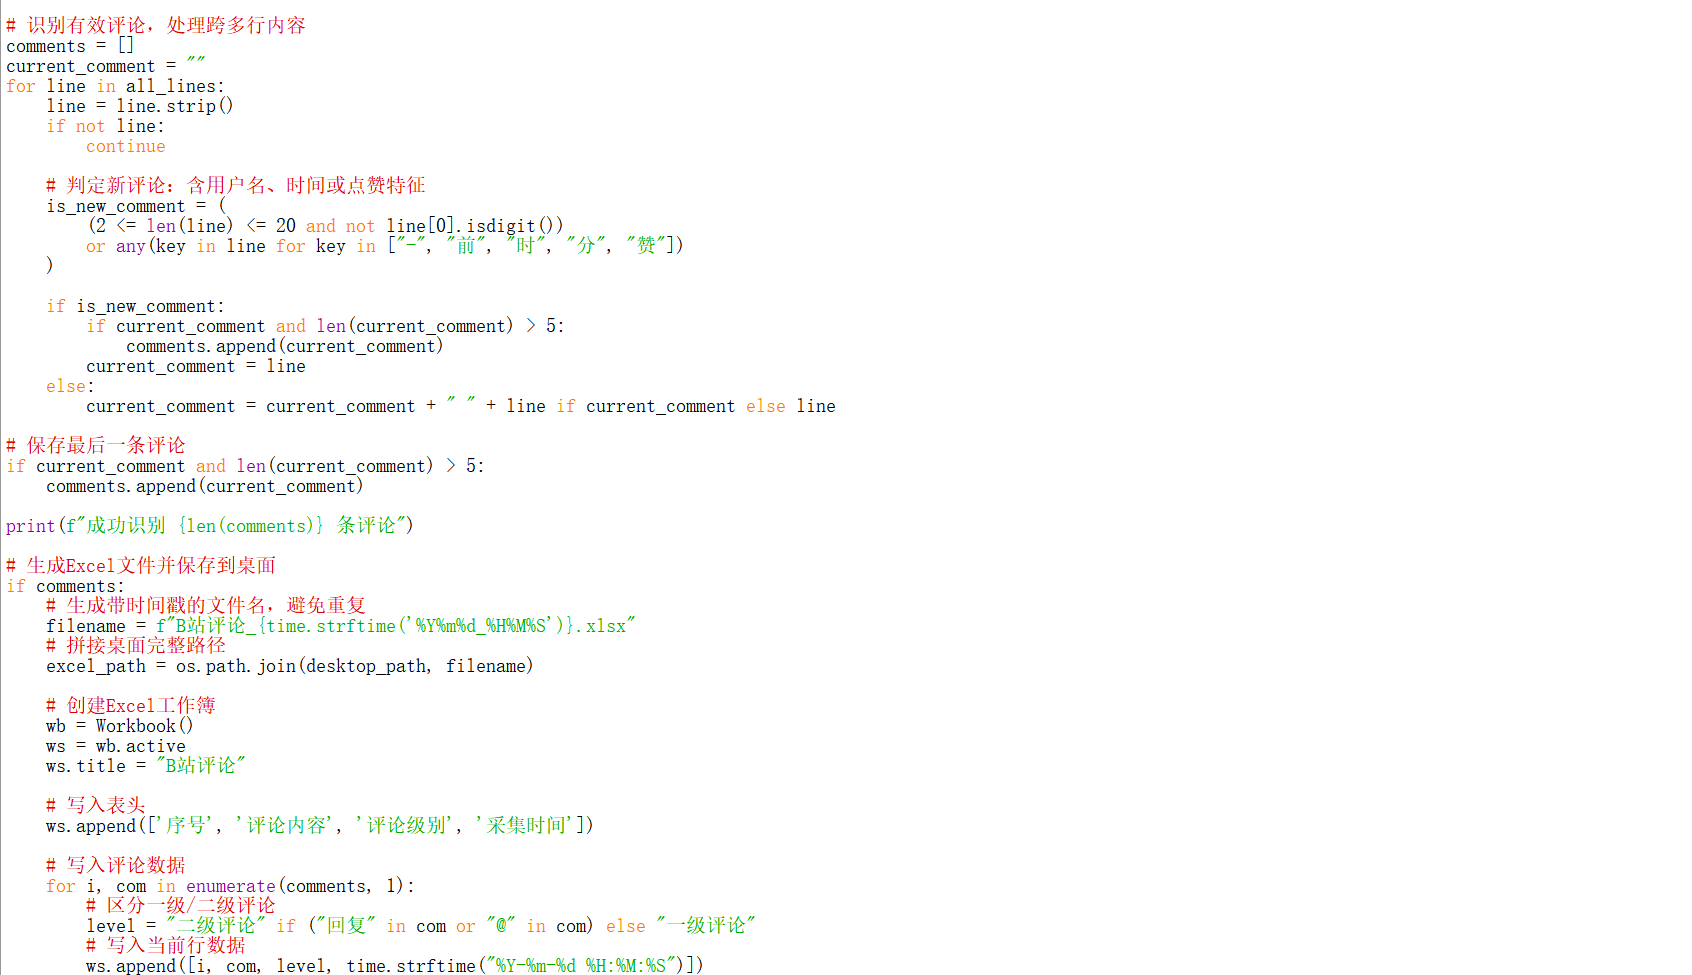 # 识别有效评论，处理跨多行内容
comments = []
current_comment = ""
for line in all_lines:
    line = line.strip()
    if not line:
        continue

    # 判定新评论：含用户名、时间或点赞特征
    is_new_comment = (
        (2 <= len(line) <= 20 and not line[0].isdigit())
        or any(key in line for key in ["-", "前", "时", "分", "赞"])
    )

    if is_new_comment:
        if current_comment and len(current_comment) > 5:
            comments.append(current_comment)
        current_comment = line
    else:
        current_comment = current_comment + " " + line if current_comment else line

# 保存最后一条评论
if current_comment and len(current_comment) > 5:
    comments.append(current_comment)

print(f"成功识别 {len(comments)} 条评论")

# 生成Excel文件并保存到桌面
if comments:
    # 生成带时间戳的文件名，避免重复
    filename = f"B站评论_{time.strftime('%Y%m%d_%H%M%S')}.xlsx"
    # 拼接桌面完整路径
    excel_path = os.path.join(desktop_path, filename)

    # 创建Excel工作簿
    wb = Workbook()
    ws = wb.active
    ws.title = "B站评论"

    # 写入表头
    ws.append(['序号', '评论内容', '评论级别', '采集时间'])

    # 写入评论数据
    for i, com in enumerate(comments, 1):
        # 区分一级/二级评论
        level = "二级评论" if ("回复" in com or "@" in com) else "一级评论"
        # 写入当前行数据
        ws.append([i, com, level, time.strftime("%Y-%m-%d %H:%M:%S")])